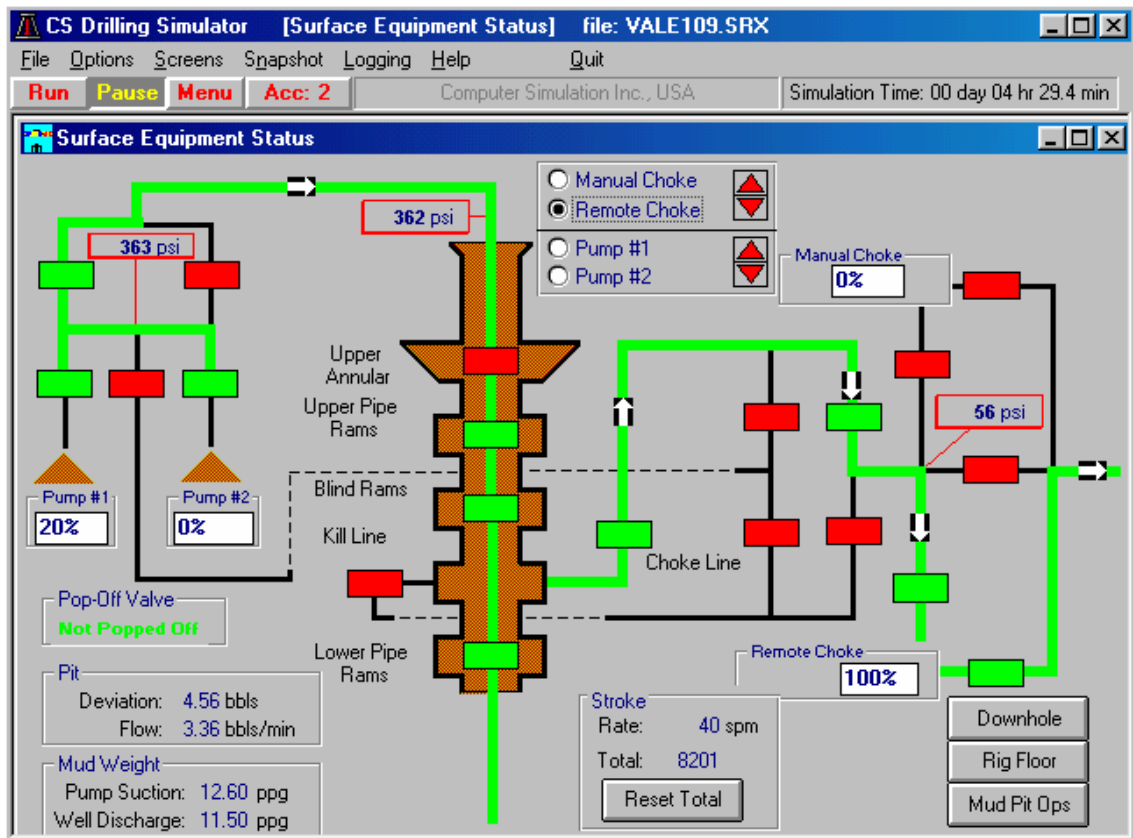 CS Drilling Simulator [Surface Equipment Status] file: VALE109.SRX
File Options Screens Snapshot Logging Help Quit
Run Pause Menu Acc: 2 Computer Simulation Inc., USA Simulation Time: 00 day 04 hr 29.4 min
Surface Equipment Status
Manual Choke
Remote Choke
Pump #1
Pump #2
362 psi
363 psi
Manual Choke
0%
Upper
Annular
Upper Pipe
Rams
56 psi
Blind Rams
Pump #1
20%
Pump #2
0%
Kill Line
Choke Line
Pop-Off Valve
Not Popped Off
Lower Pipe
Rams
Remote Choke
100%
Pit
Deviation: 4.56 bbls
Flow: 3.36 bbls/min
Stroke
Rate: 40 spm
Total: 8201
Reset Total
Downhole
Rig Floor
Mud Pit Ops
Mud Weight
Pump Suction: 12.60 ppg
Well Discharge: 11.50 ppg